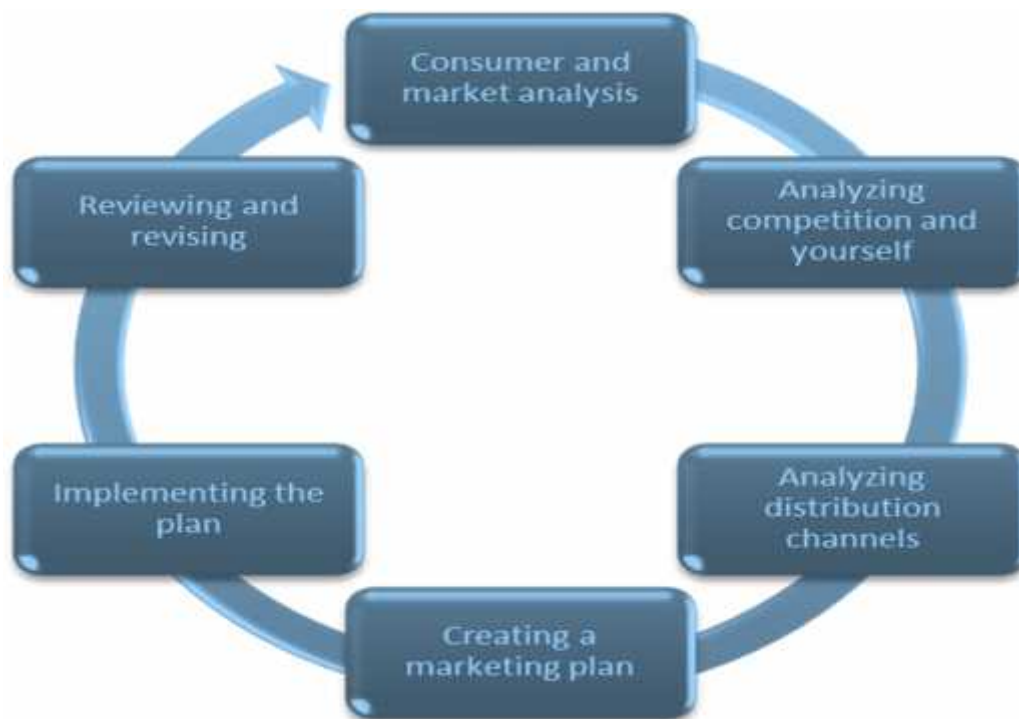 Consumer and
market analysis
Analyzing
competition and
yourself
Analyzing
distribution
channels
Creating a
marketing plan
Implementing the
plan
Reviewing and
revising